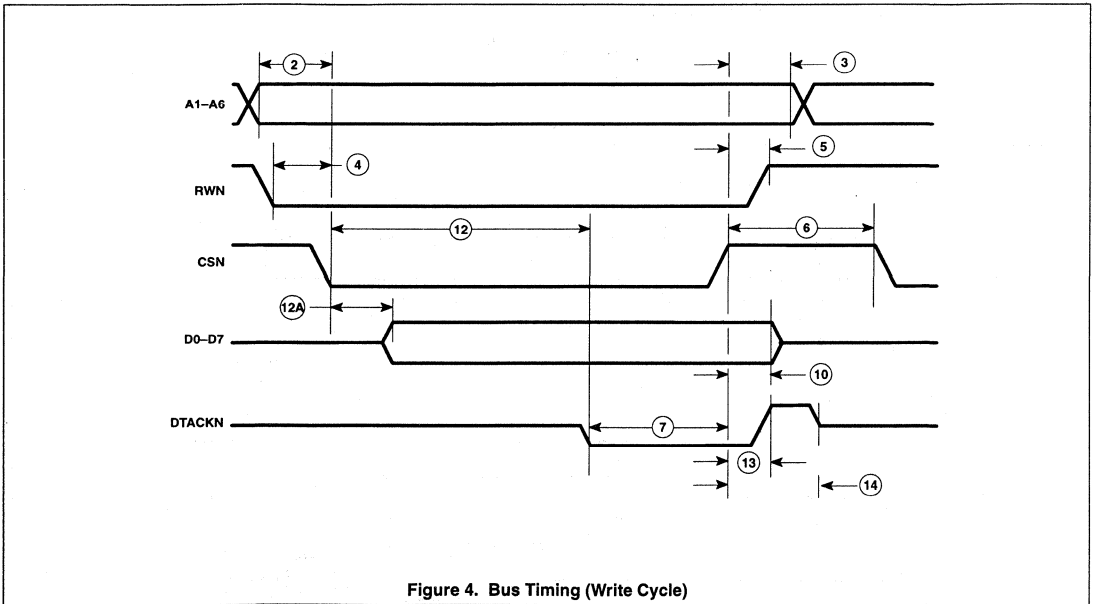 2
3
A1–A6
5
4
RWN
12
6
CSN
12A
D0–D7
10
DTACKN
7
13
14
Figure 4. Bus Timing (Write Cycle)